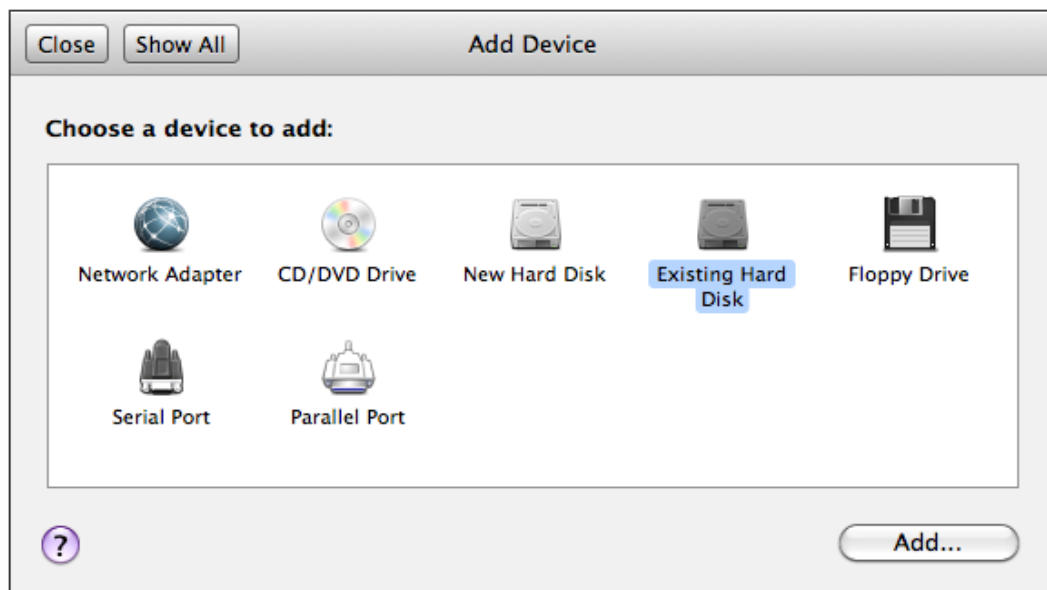 Close Show All Add Device
Choose a device to add:
Network Adapter CD/DVD Drive New Hard Disk Existing Hard Floppy Drive
Disk
Serial Port Parallel Port
? Add...